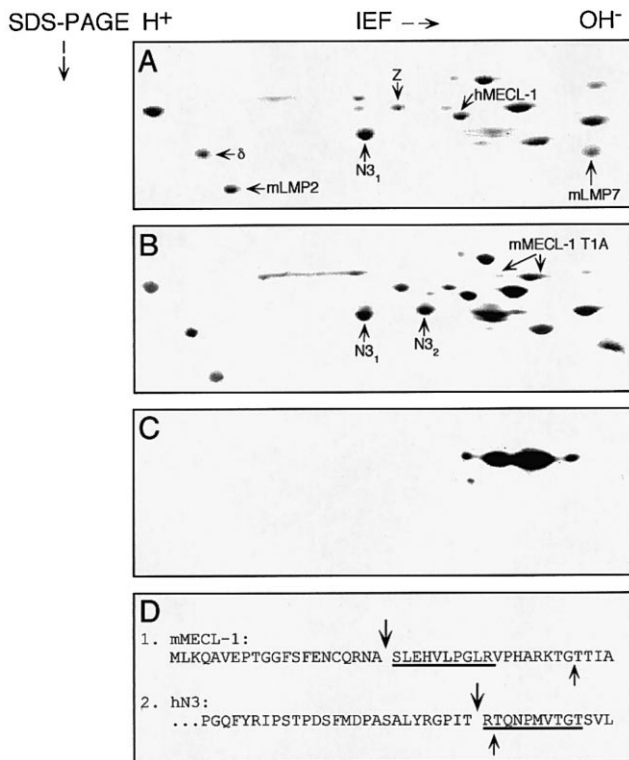 SDS-PAGE H+ IEF OH-
A
Z
hMECL-1
δ
N3₁
mLMP2
mLMP7
B
mMECL-1 T1A
N3₁
N3₂
C
D
1. mMECL-1:
MLKQAVEPTGGFSFENCQRNA SLEHVLPGLRVPHARKTGTTIA
2. hN3:
...PGQFYRIPSTPDSFMDPASALYRGPIT RTQNPMVTGTSVL